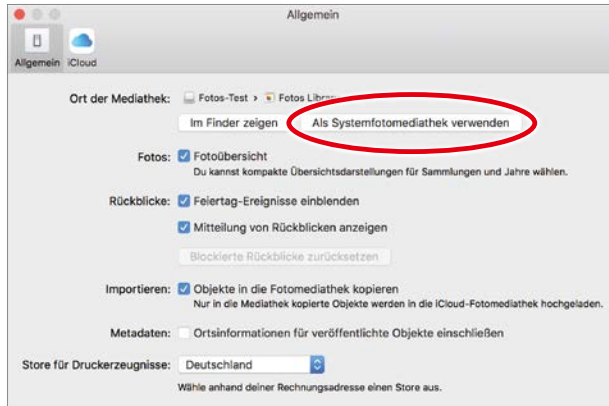 Allgemein
Allgemein iCloud
Ort der Mediathek: Fotos-Test › Fotos
Im Finder zeigen Als Systemfotomediathek verwenden
Fotos: Fotoübersicht
Du kannst kompakte Übersichtsdarstellungen für Sammlungen und Jahre wählen.
Rückblicke: Feiertag-Ereignisse einblenden
Mitteilung von Rückblicken anzeigen
Blockierte Rückblicke zurücksetzen
Importieren: Objekte in die Fotomediathek kopieren
Nur in die Mediathek kopierte Objekte werden in die iCloud-Fotomediathek hochgeladen.
Metadaten: Ortsinformationen für veröffentlichte Objekte einschließen
Store für Druckerzeugnisse: Deutschland
Wähle anhand deiner Rechnungsadresse einen Store aus.